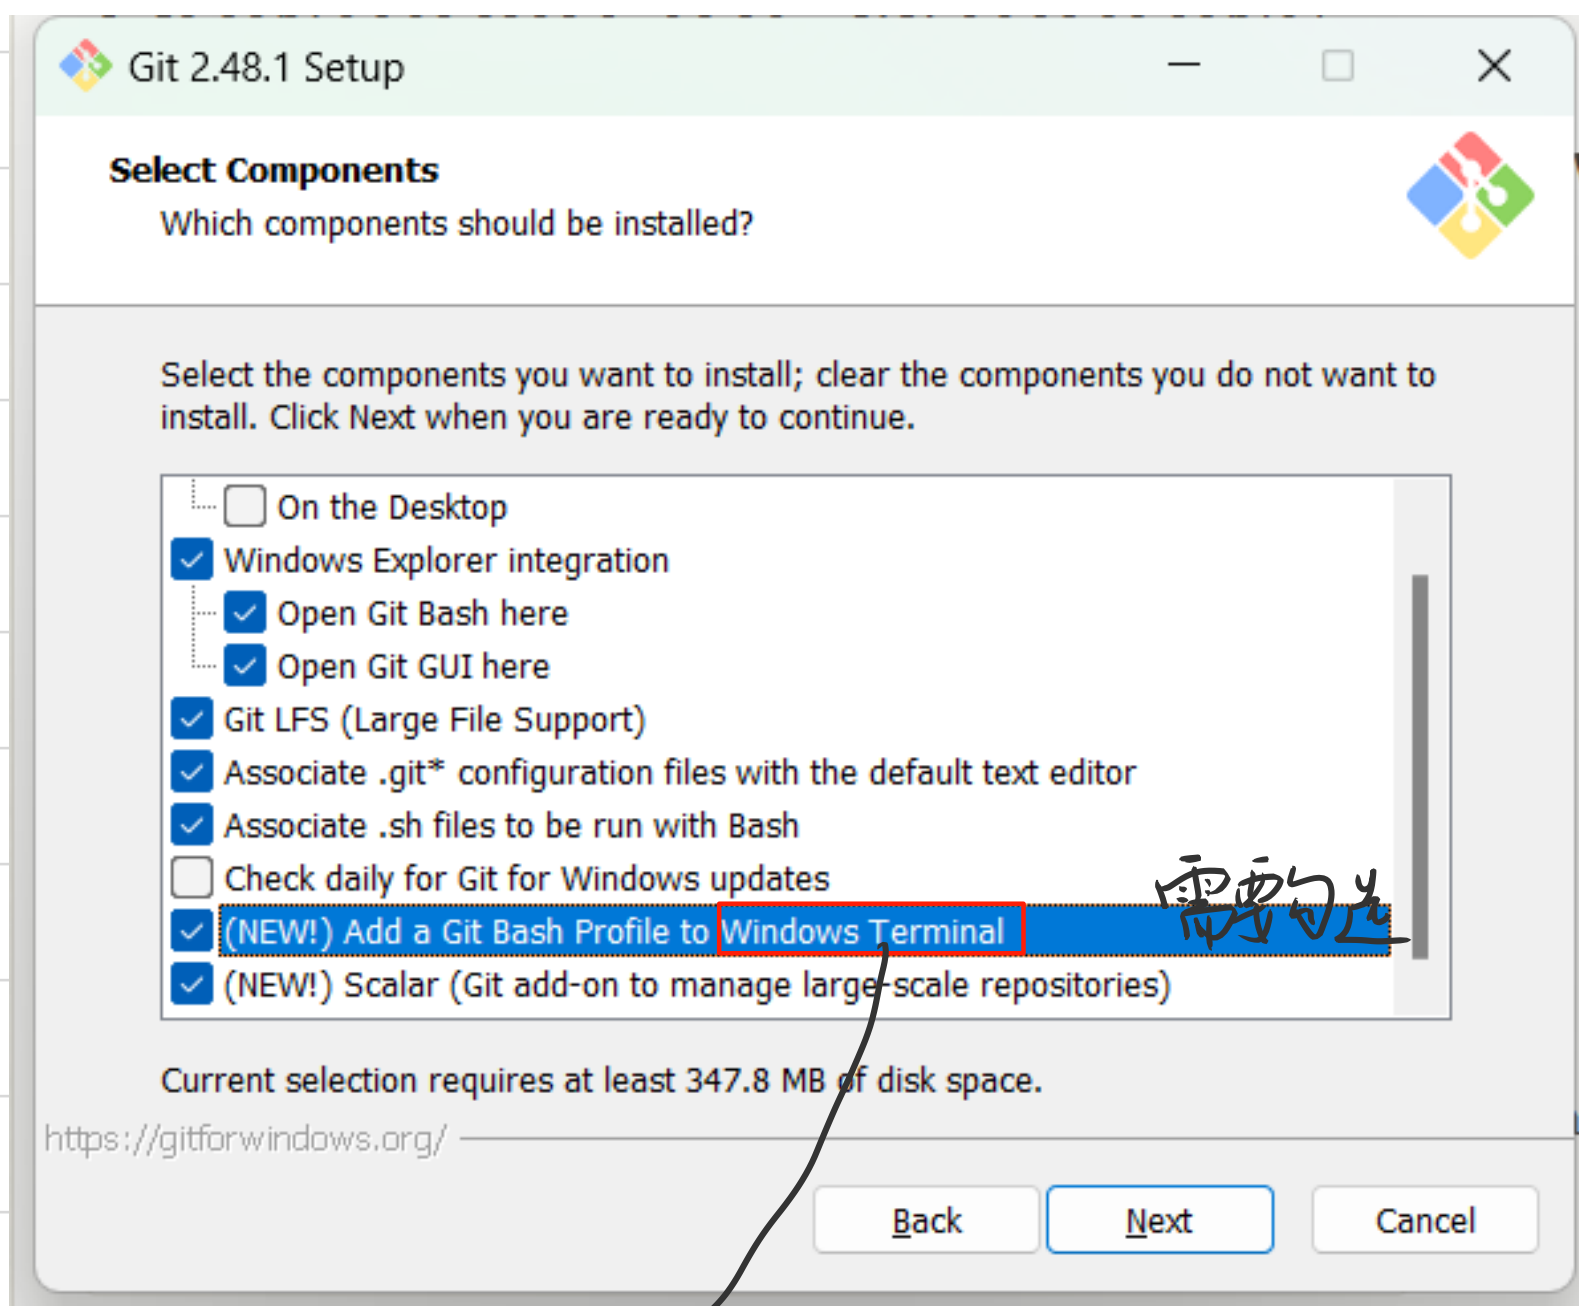 Git 2.48.1 Setup
Select Components
Which components should be installed?
Select the components you want to install; clear the components you do not want to
install. Click Next when you are ready to continue.
On the Desktop
Windows Explorer integration
Open Git Bash here
Open Git GUI here
Git LFS (Large File Support)
Associate .git* configuration files with the default text editor
Associate .sh files to be run with Bash
Check daily for Git for Windows updates
需要勾选
(NEW!) Add a Git Bash Profile to Windows Terminal
(NEW!) Scalar (Git add-on to manage large-scale repositories)
Current selection requires at least 347.8 MB of disk space.
https://gitforwindows.org/
Back
Next
Cancel